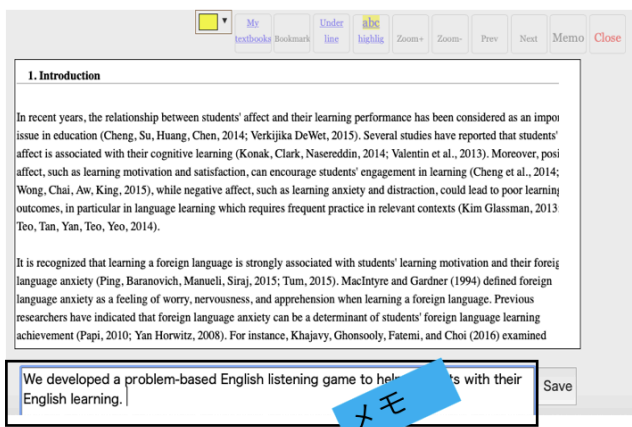 My textbooks
Bookmark
Under line
abc highlig
Zoom+
Zoom-
Prev
Next
Memo
Close
1. Introduction
In recent years, the relationship between students' affect and their learning performance has been considered as an impor
issue in education (Cheng, Su, Huang, Chen, 2014; Verkijika DeWet, 2015). Several studies have reported that students'
affect is associated with their cognitive learning (Konak, Clark, Nasereddin, 2014; Valentin et al., 2013). Moreover, posi
affect, such as learning motivation and satisfaction, can encourage students' engagement in learning (Cheng et al., 2014;
Wong, Chai, Aw, King, 2015), while negative affect, such as learning anxiety and distraction, could lead to poor learning
outcomes, in particular in language learning which requires frequent practice in relevant contexts (Kim Glassman, 2013
Teo, Tan, Yan, Teo, Yeo, 2014).
It is recognized that learning a foreign language is strongly associated with students' learning motivation and their foreig
language anxiety (Ping, Baranovich, Manueli, Siraj, 2015; Tum, 2015). MacIntyre and Gardner (1994) defined foreign
language anxiety as a feeling of worry, nervousness, and apprehension when learning a foreign language. Previous
researchers have indicated that foreign language anxiety can be a determinant of students' foreign language learning
achievement (Papi, 2010; Yan Horwitz, 2008). For instance, Khajavy, Ghonsooly, Fatemi, and Choi (2016) examined
We developed a problem-based English listening game to with their
English learning.
Save
メモ